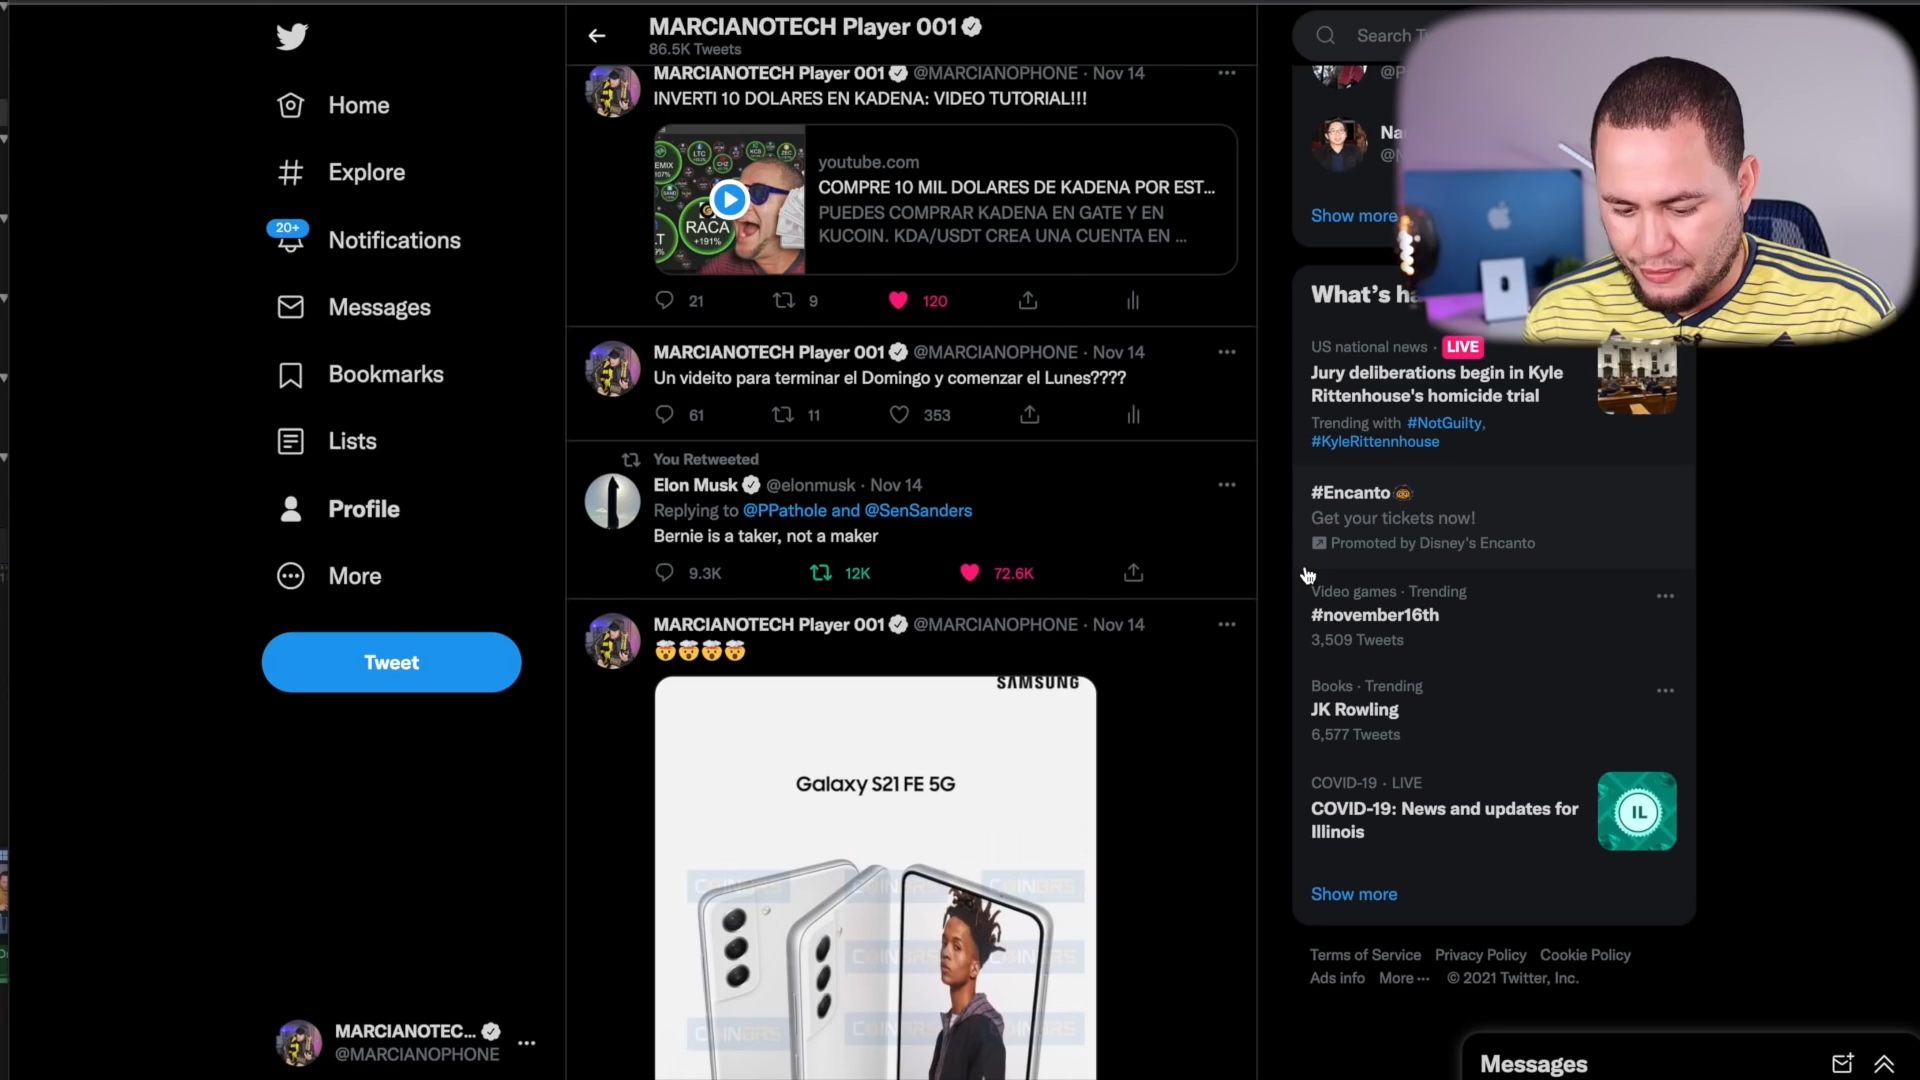 Home
Explore
20+
Notifications
Messages
Bookmarks
Lists
Profile
More
Tweet
MARCIANOTEC...
@MARCIANOPHONE
MARCIANOTECH Player 001
86.5K Tweets
MARCIANOTECH Player 001 @MARCIANOPHONE · Nov 14
INVERTI 10 DOLARES EN KADENA: VIDEO TUTORIAL!!!
LTC
CHZ
KCS
ZEC
RACA
+191%
youtube.com
COMPRE 10 MIL DOLARES DE KADENA POR EST...
PUEDES COMPRAR KADENA EN GATE Y EN
KUCOIN. KDA/USDT CREA UNA CUENTA EN ...
21
9
120
MARCIANOTECH Player 001 @MARCIANOPHONE · Nov 14
Un videito para terminar el Domingo y comenzar el Lunes????
61
11
353
You Retweeted
Elon Musk @elonmusk · Nov 14
Replying to @PPathole and @SenSanders
Bernie is a taker, not a maker
9.3K
12K
72.6K
MARCIANOTECH Player 001 @MARCIANOPHONE · Nov 14
🤯🤯🤯🤯
SAMSUNG
Galaxy S21 FE 5G
Search T
@P
Na
@N
Show more
What's ha
US national news · LIVE
Jury deliberations begin in Kyle
Rittenhouse's homicide trial
Trending with #NotGuilty,
#KyleRittennhouse
#Encanto
Get your tickets now!
Promoted by Disney's Encanto
Video games · Trending
#november16th
3,509 Tweets
Books · Trending
JK Rowling
6,577 Tweets
COVID-19 · LIVE
COVID-19: News and updates for
Illinois
IL
Show more
Terms of Service Privacy Policy Cookie Policy
Ads info More ··· © 2021 Twitter, Inc.
Messages